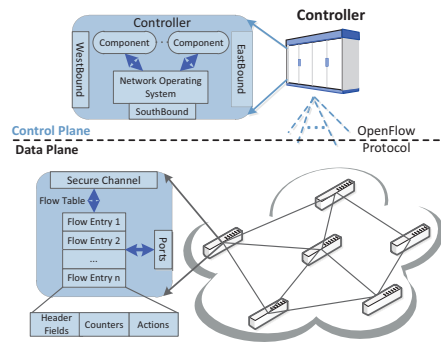 Controller
Controller
Component
..
Component
WestBound
EastBound
Network Operating
System
SouthBound
Control Plane
OpenFlow
Protocol
Data Plane
Secure Channel
Flow Table
Flow Entry 1
Flow Entry 2
...
Flow Entry n
Ports
Header
Fields
Counters
Actions